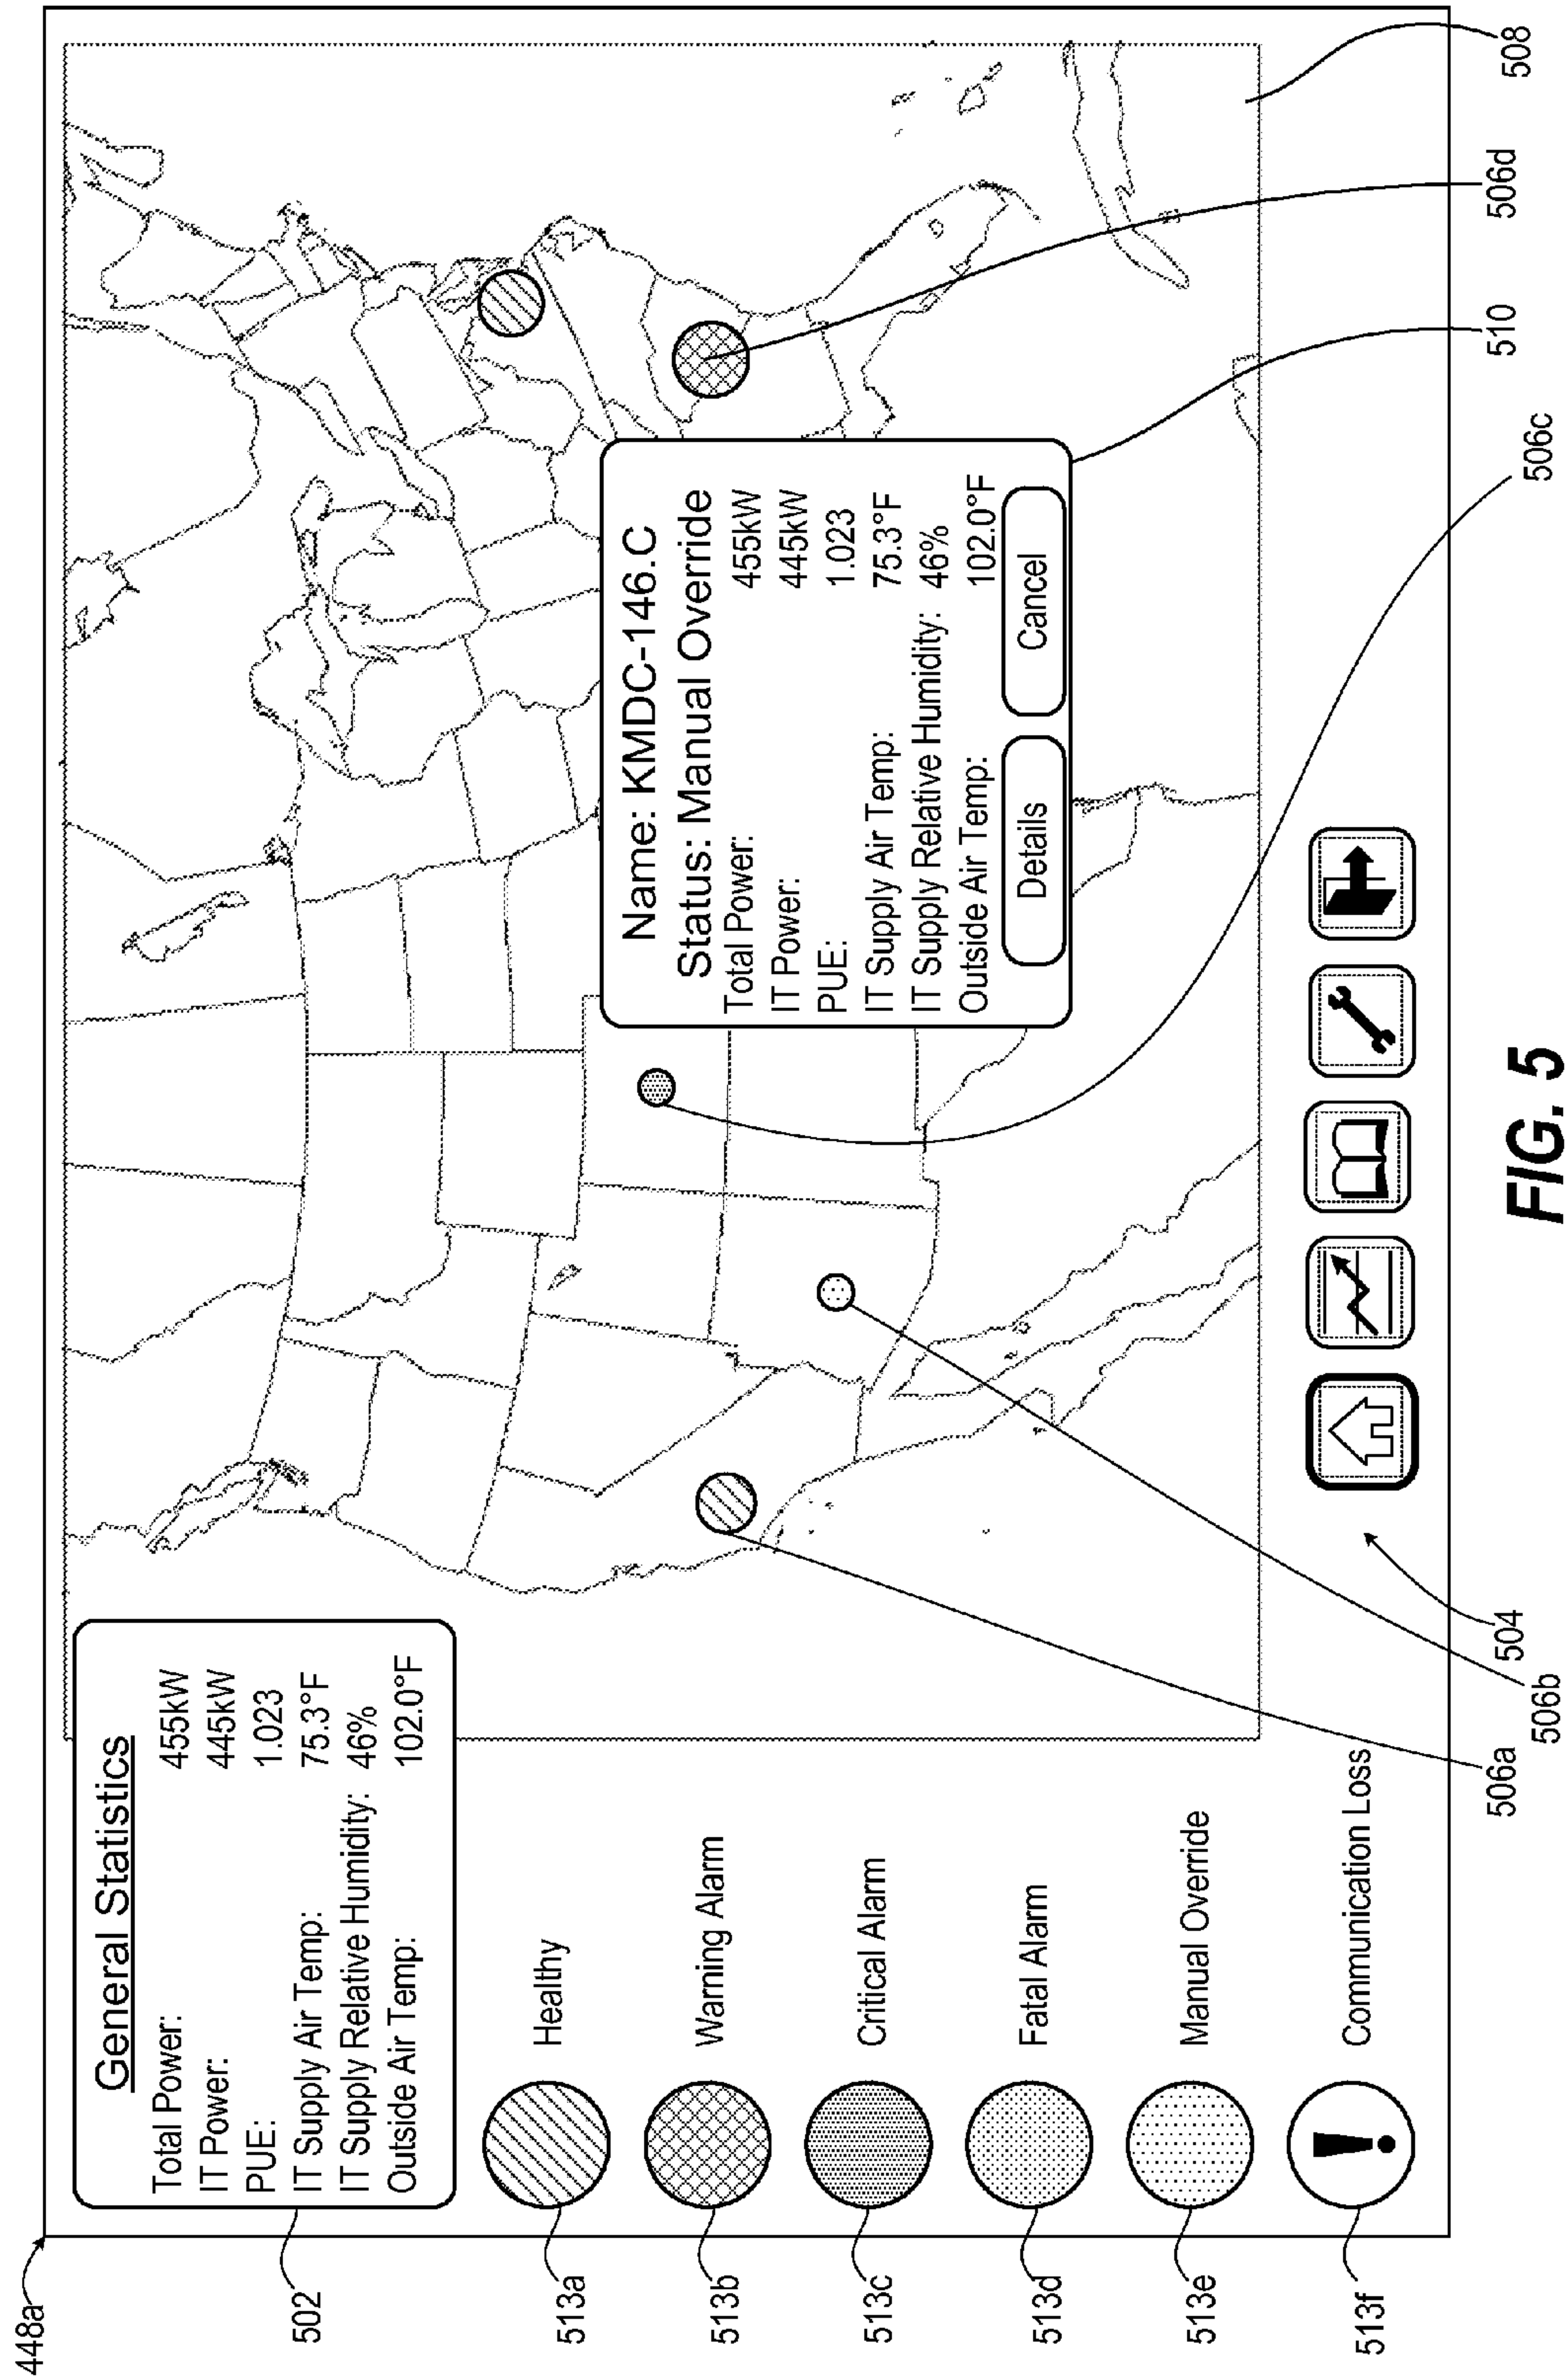 448a
General Statistics
Total Power: 455kW
IT Power: 445kW
PUE: 1.023
IT Supply Air Temp: 75.3°F
IT Supply Relative Humidity: 46%
Outside Air Temp: 102.0°F
502
513a
Healthy
513b
Warning Alarm
513c
Critical Alarm
513d
Fatal Alarm
513e
Manual Override
513f
Communication Loss
Name: KMDC-146.C
Status: Manual Override
Total Power: 455kW
IT Power: 445kW
PUE: 1.023
IT Supply Air Temp: 75.3°F
IT Supply Relative Humidity: 46%
Outside Air Temp: 102.0°F
Details
Cancel
506a
506b
504
506c
510
506d
508
FIG. 5